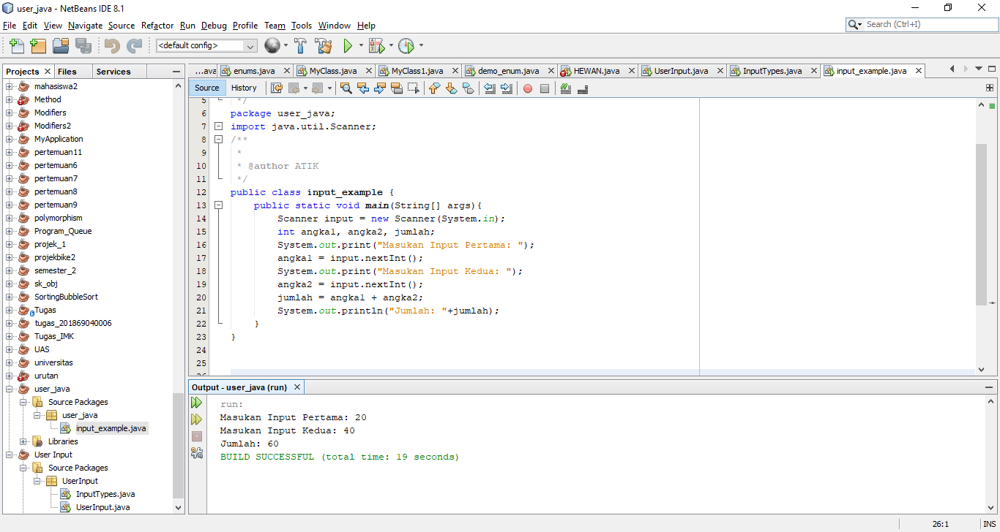 user_java - NetBeans IDE 8.1
File Edit View Navigate Source Refactor Run Debug Profile Team Tools Window Help
Search (Ctrl+I)
<default config>
Projects Files Services
mahasiswa2
Method
Modifiers
Modifiers2
MyApplication
pertemuan11
pertemuan6
pertemuan7
pertemuan8
pertemuan9
polymorphism
Program_Queue
projek_1
projekbike2
semester_2
sk_obj
SortingBubbleSort
Tugas
tugas_201869040006
Tugas_IMK
UAS
universitas
urutan
user_java
Source Packages
user_java
input_example.java
Libraries
User Input
Source Packages
UserInput
InputTypes.java
UserInput.java
...ava enums.java MyClass.java MyClass1.java demo_enum.java HEWAN.java UserInput.java InputTypes.java input_example.java
Source History
5 */
6 package user_java;
7 import java.util.Scanner;
8 /**
9 *
10 * @author ATIK
11 */
12 public class input_example {
13 public static void main(String[] args){
14 Scanner input = new Scanner(System.in);
15 int angka1, angka2, jumlah;
16 System.out.print("Masukan Input Pertama: ");
17 angka1 = input.nextInt();
18 System.out.print("Masukan Input Kedua: ");
19 angka2 = input.nextInt();
20 jumlah = angka1 + angka2;
21 System.out.println("Jumlah: "+jumlah);
22 }
23 }
24
25
26
Output - user_java (run)
run:
Masukan Input Pertama: 20
Masukan Input Kedua: 40
Jumlah: 60
BUILD SUCCESSFUL (total time: 19 seconds)
26:1 INS